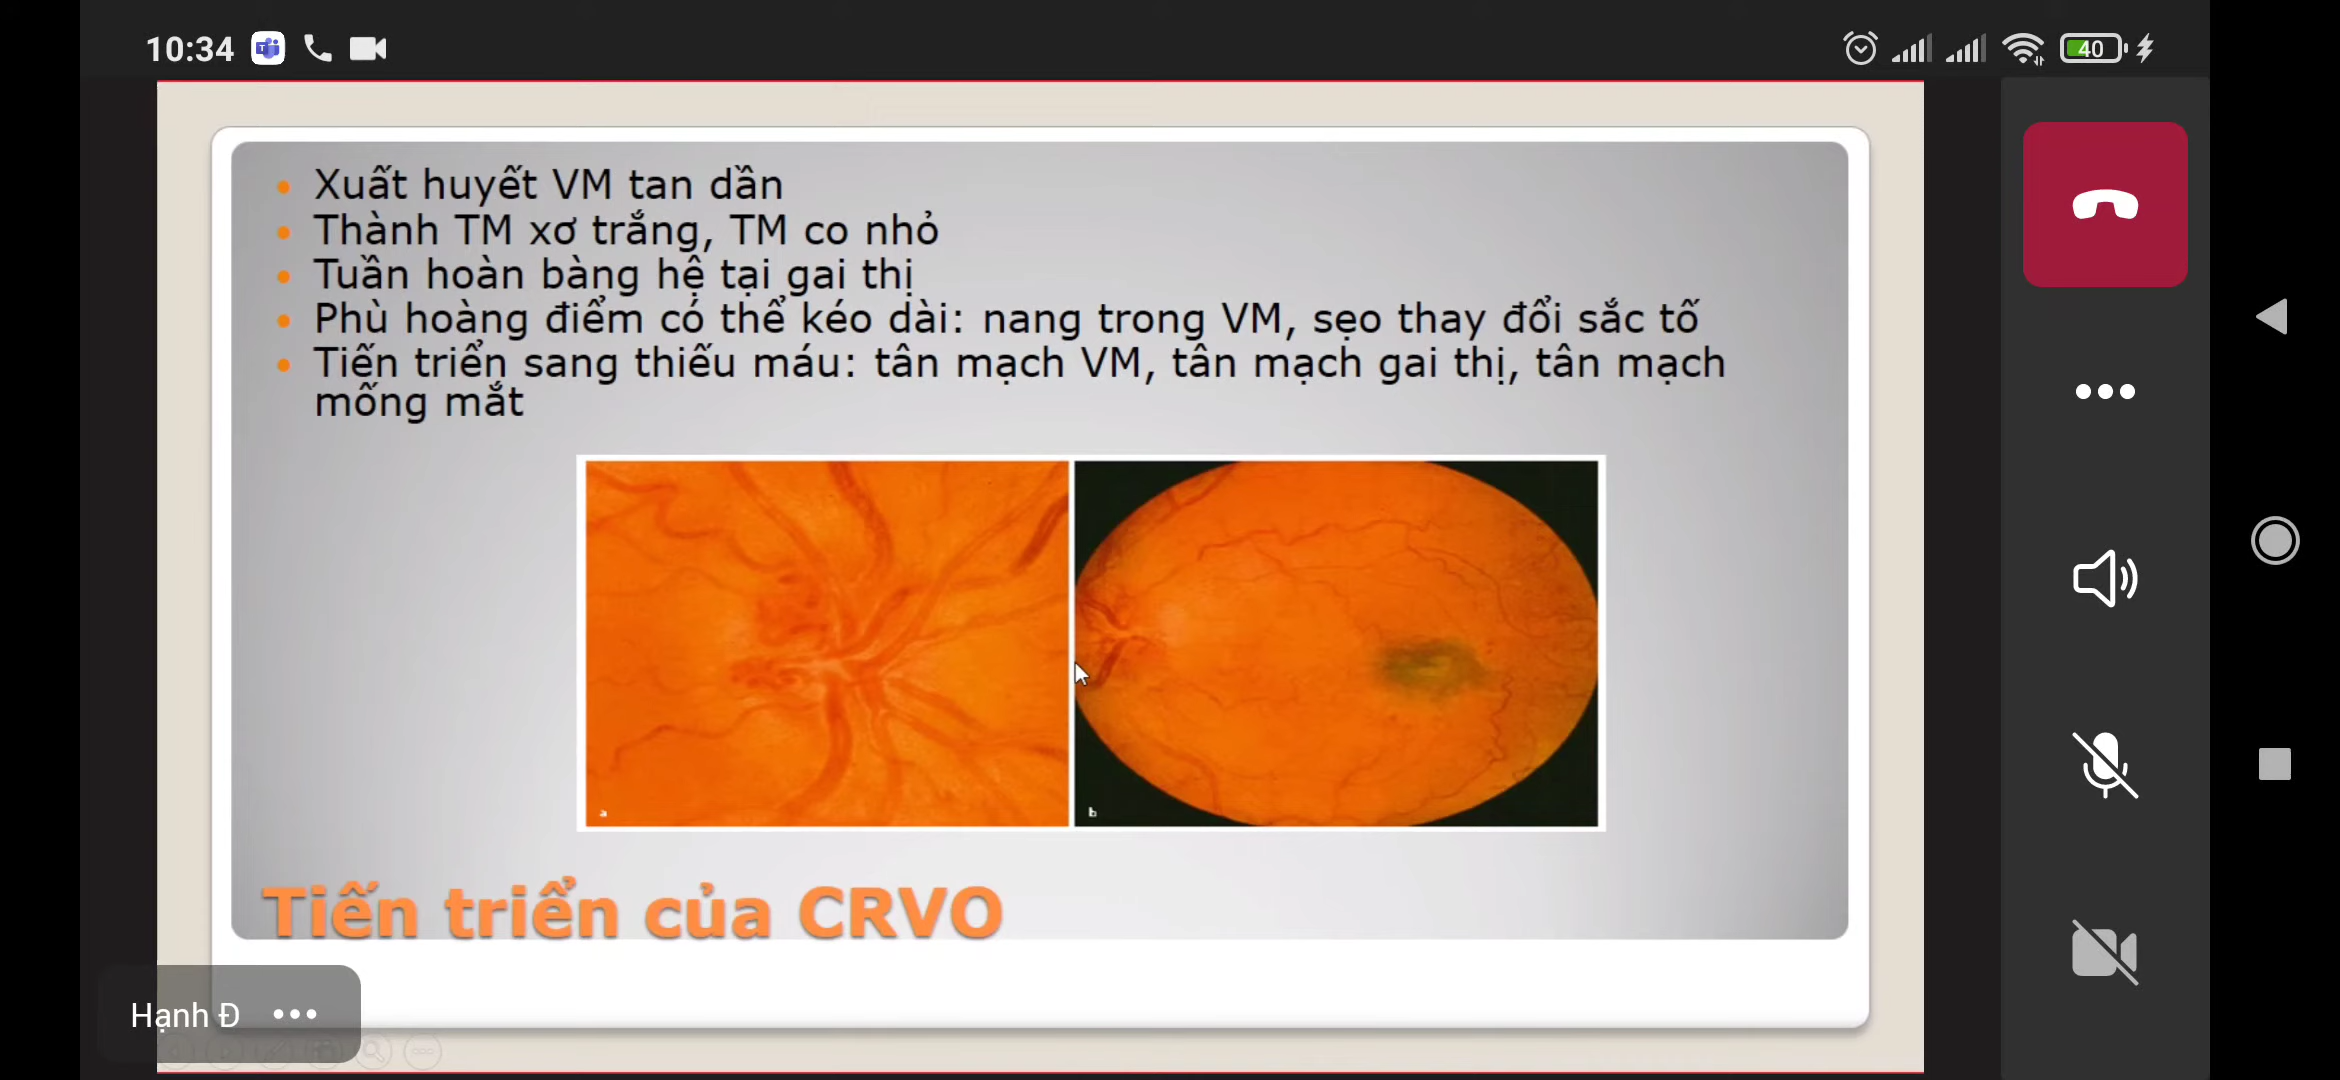 10:34
40
Xuất huyết VM tan dần
Thành TM xơ trắng, TM co nhỏ
Tuần hoàn bàng hệ tại gai thị
Phù hoàng điểm có thể kéo dài: nang trong VM, sẹo thay đổi sắc tố
Tiến triển sang thiếu máu: tân mạch VM, tân mạch gai thị, tân mạch
mống mắt
a
b
Tiến triển của CRVO
Hạnh Đ